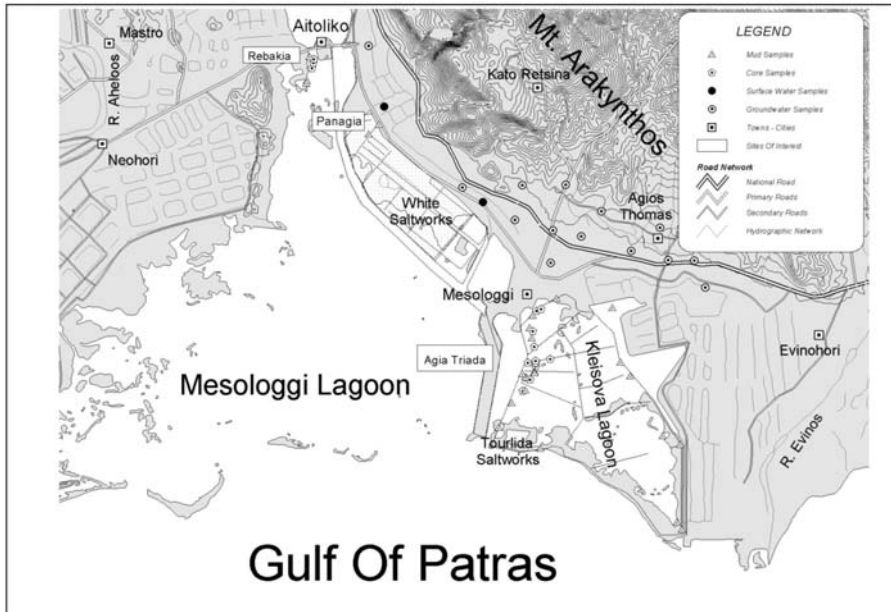 Aitoliko
Mastro
Rebakia
R. Aheloos
Mt. Arakynthos
Kato Retsina
Panagia
Neohori
White
Saltworks
Agios
Thomas
Mesologgi
Agia Triada
Mesologgi Lagoon
Kleisova Lagoon
Evinohori
Tourlida
Saltworks
R. Evinos
Gulf Of Patras
LEGEND
Mud Samples
Core Samples
Surface Water Samples
Groundwater Samples
Towns - Cities
Sites Of Interest
Road Network
National Road
Primary Roads
Secondary Roads
Hydrographic Network